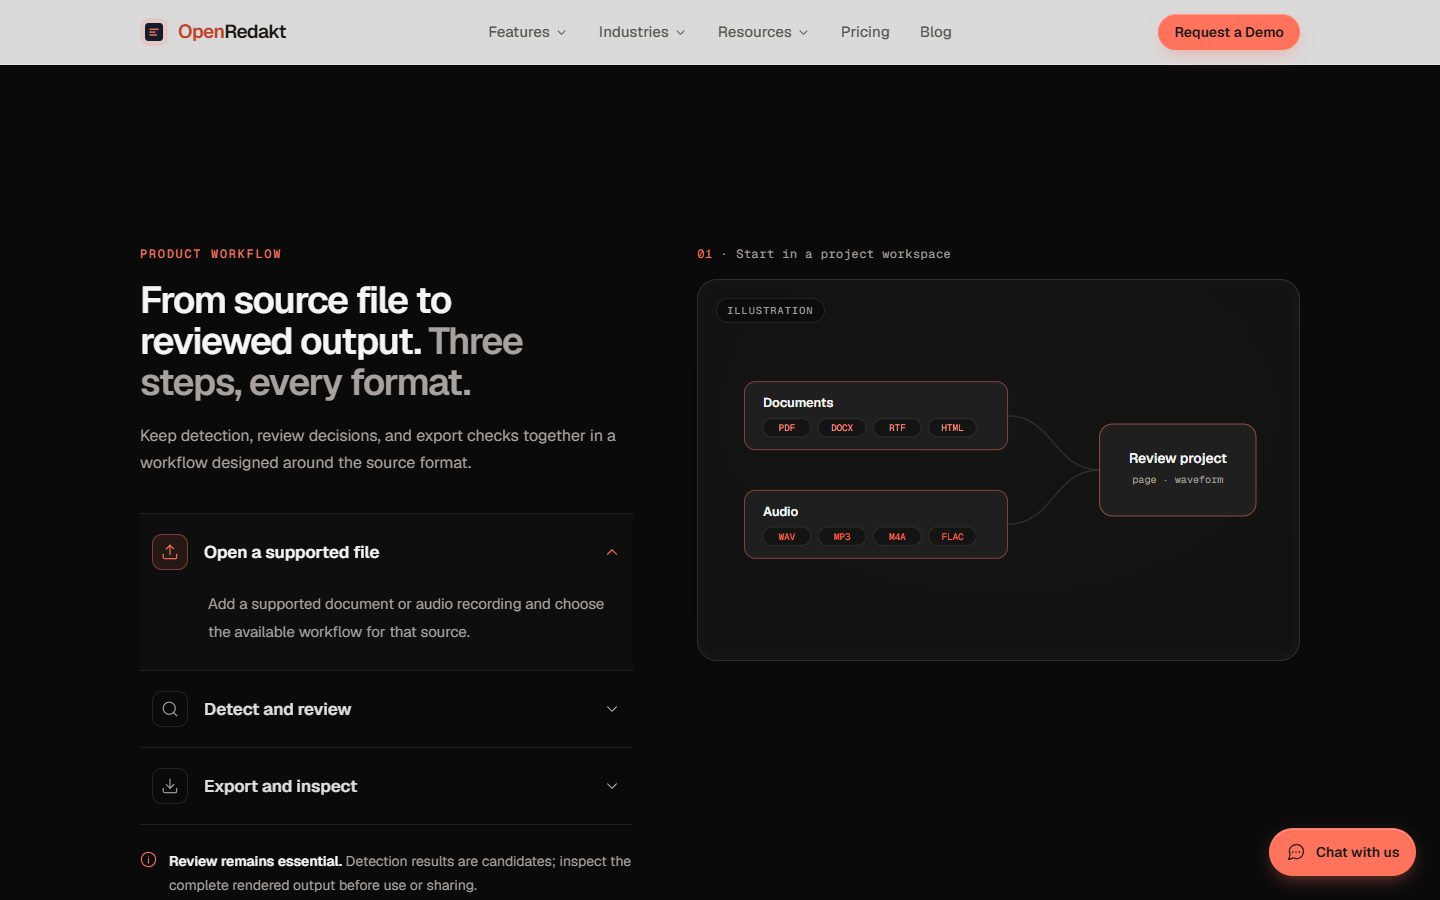 OpenRedakt
Features
Industries
Resources
Pricing
Blog
Request a Demo
PRODUCT WORKFLOW
From source file to
reviewed output. Three
steps, every format.
Keep detection, review decisions, and export checks together in a
workflow designed around the source format.
Open a supported file
Add a supported document or audio recording and choose
the available workflow for that source.
Detect and review
Export and inspect
Review remains essential. Detection results are candidates; inspect the
complete rendered output before use or sharing.
01 · Start in a project workspace
ILLUSTRATION
Documents
PDF DOCX RTF HTML
Audio
WAV MP3 M4A FLAC
Review project
page · waveform
Chat with us